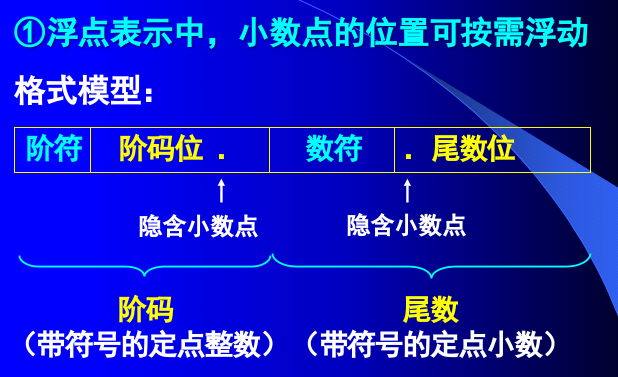 ①浮点表示中，小数点的位置可按需浮动
格式模型：
阶符 阶码位 . 数符 . 尾数位
隐含小数点 隐含小数点
阶码 尾数
（带符号的定点整数）（带符号的定点小数）